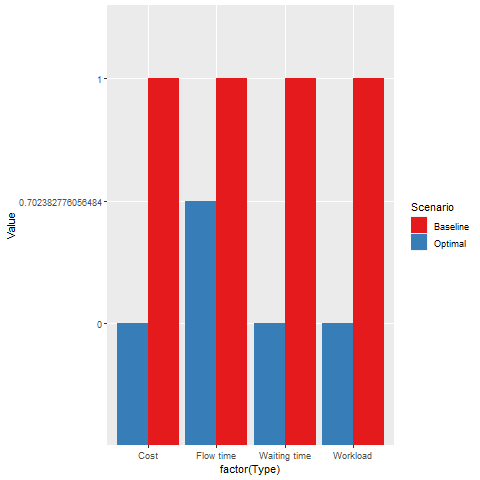 1
0.702382776056484
0
Value
Cost Flow time Waiting time Workload
factor(Type)
Scenario
Baseline
Optimal